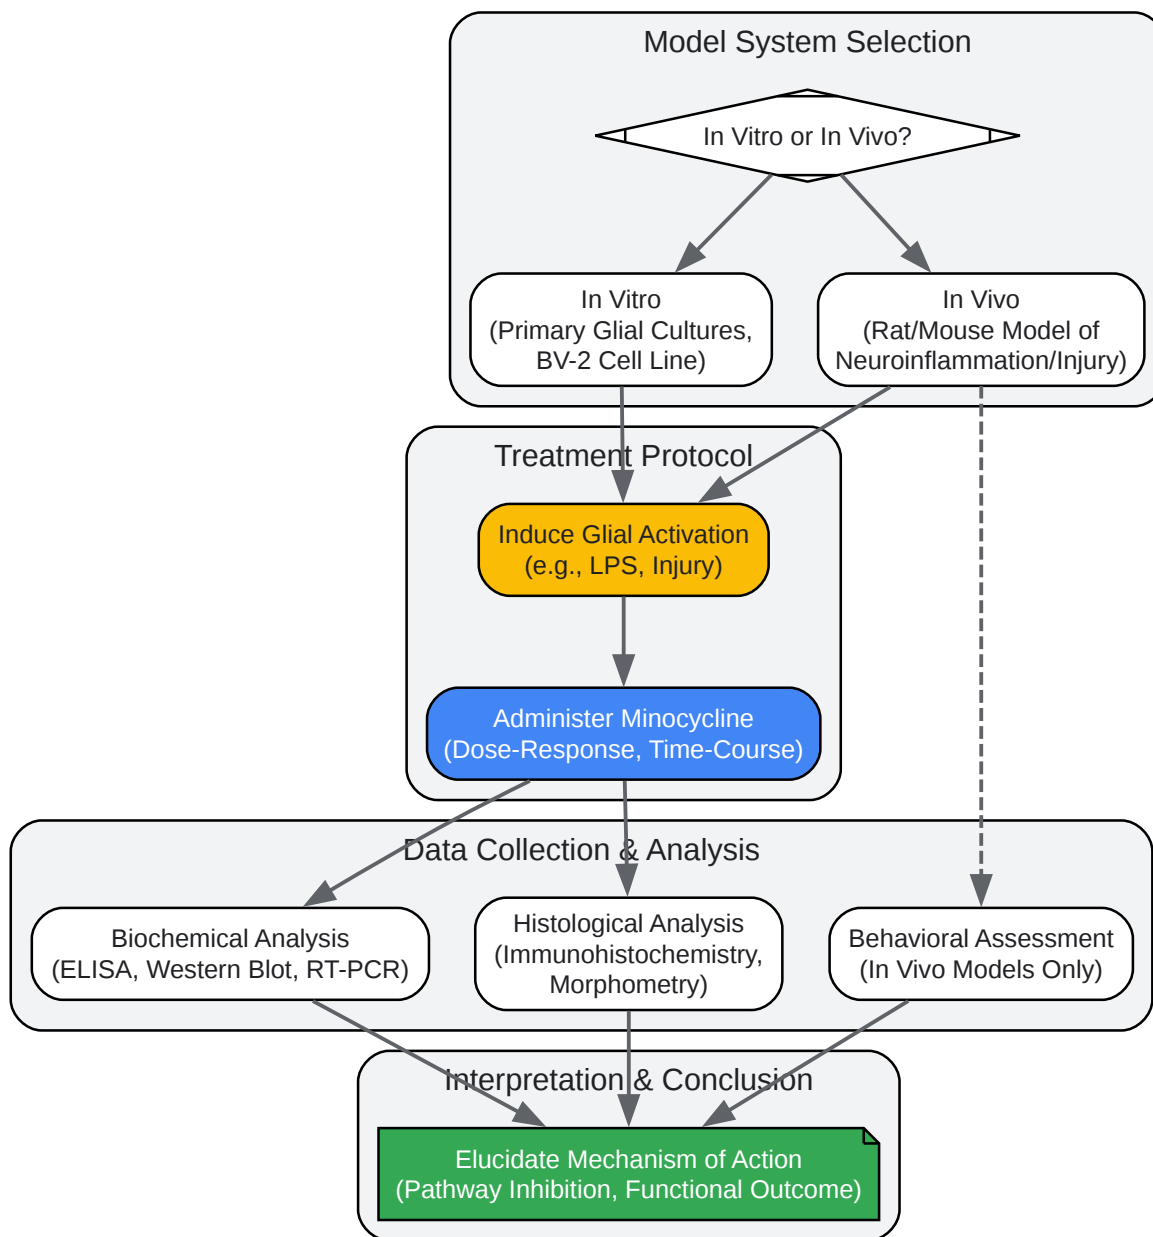 Model System Selection
In Vitro or In Vivo?
In Vitro
(Primary Glial Cultures,
BV-2 Cell Line)
In Vivo
(Rat/Mouse Model of
Neuroinflammation/Injury)
Treatment Protocol
Induce Glial Activation
(e.g., LPS, Injury)
Administer Minocycline
(Dose-Response, Time-Course)
Data Collection & Analysis
Biochemical Analysis
(ELISA, Western Blot, RT-PCR)
Histological Analysis
(Immunohistochemistry,
Morphometry)
Behavioral Assessment
(In Vivo Models Only)
Interpretation & Conclusion
Elucidate Mechanism of Action
(Pathway Inhibition, Functional Outcome)